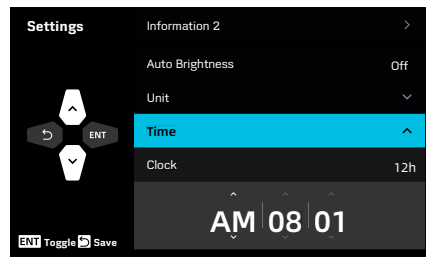 Settings
Information 2
Auto Brightness Off
Unit
ENT
Time
Clock 12h
AM 08 01
ENT Toggle Save